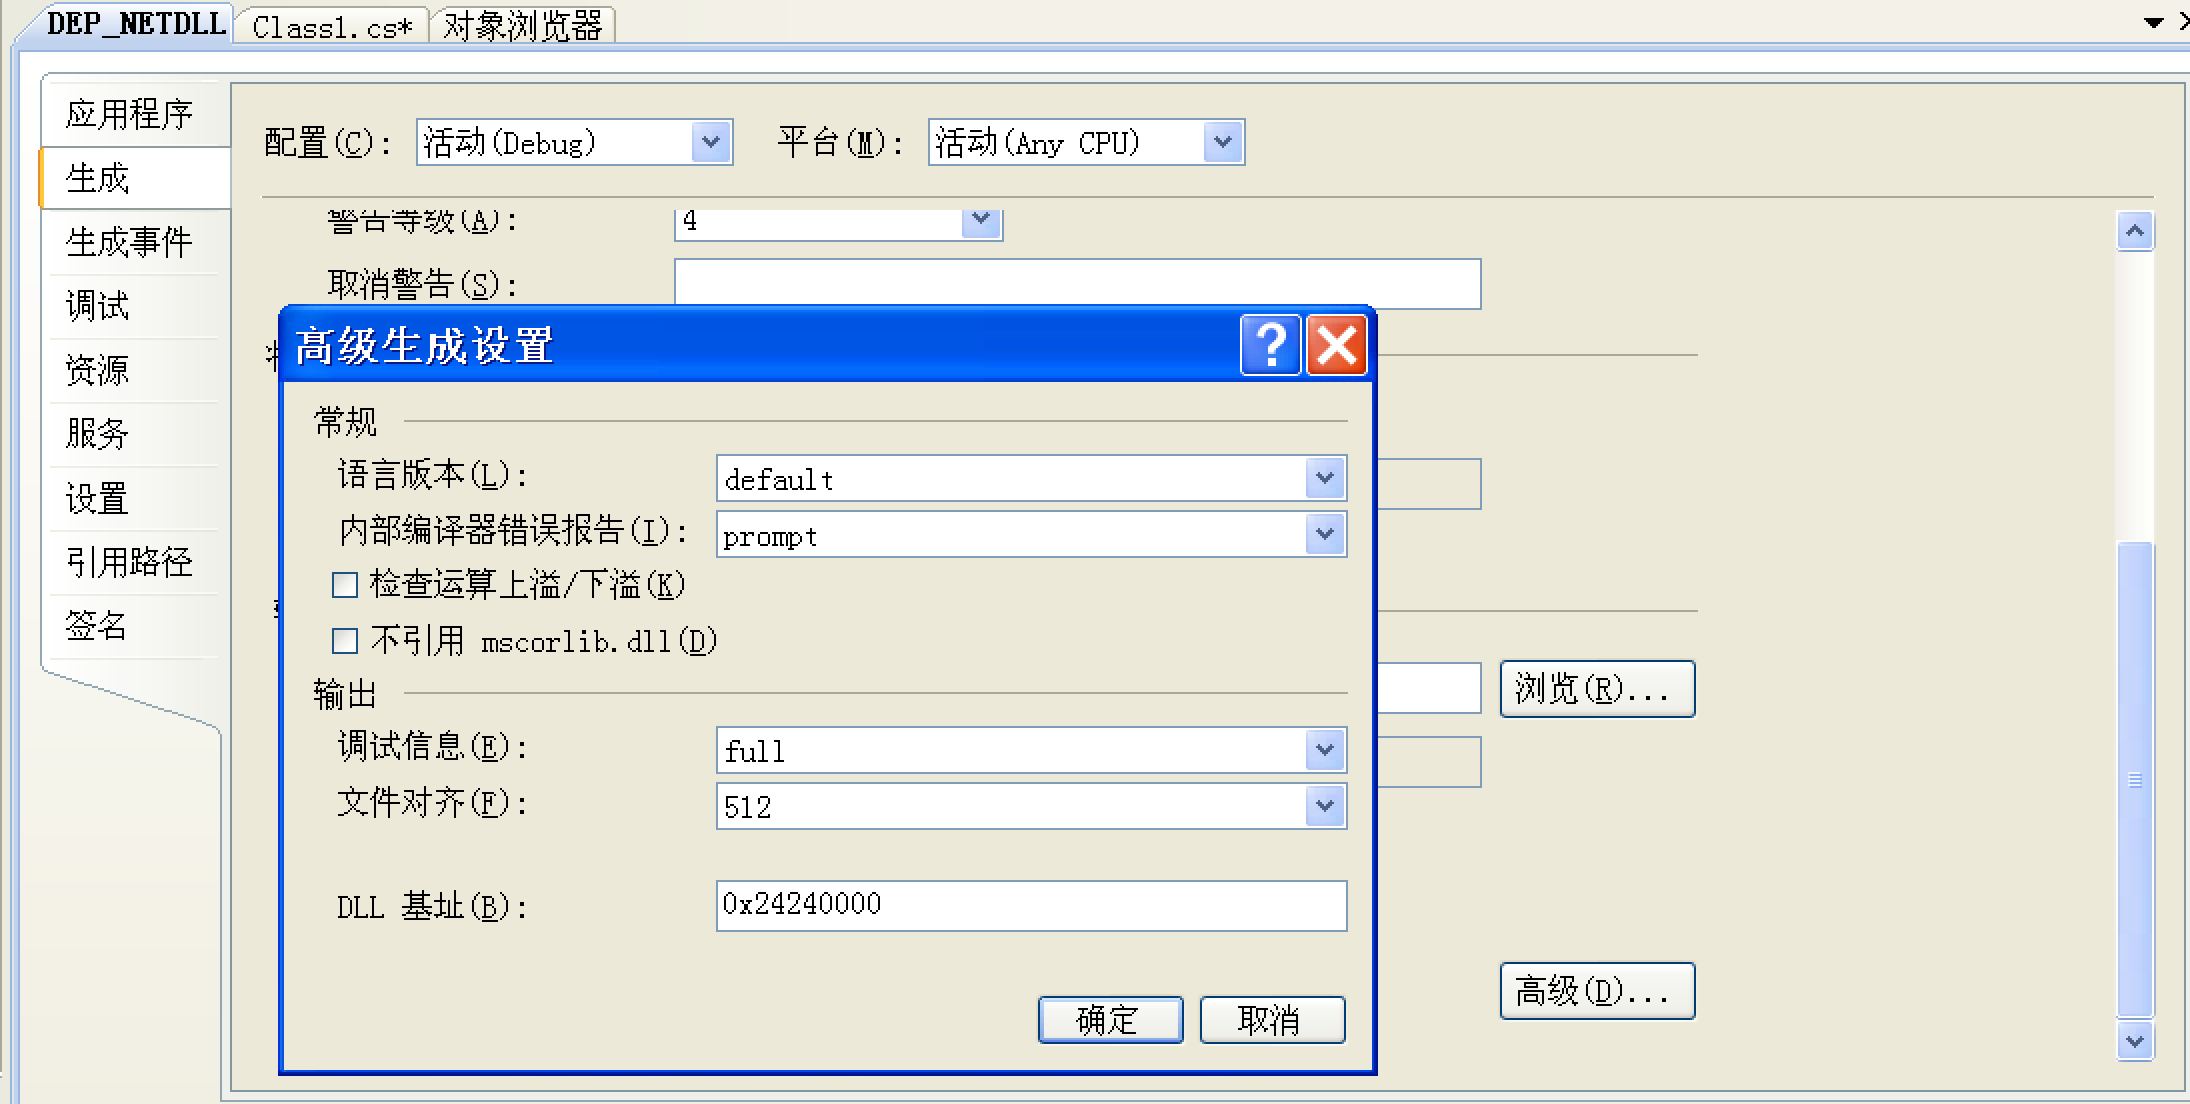 DEP_NETDLL Class1.cs* 对象浏览器
应用程序
生成
生成事件
调试
资源
服务
设置
引用路径
签名
配置(C): 活动(Debug) 平台(M): 活动(Any CPU)
警告等级(A): 4
取消警告(S):
高级生成设置
常规
语言版本(L): default
内部编译器错误报告(I): prompt
检查运算上溢/下溢(K)
不引用 mscorlib.dll(D)
输出
调试信息(E): full
文件对齐(F): 512
DLL 基址(B): 0x24240000
确定 取消
浏览(R)...
高级(D)...